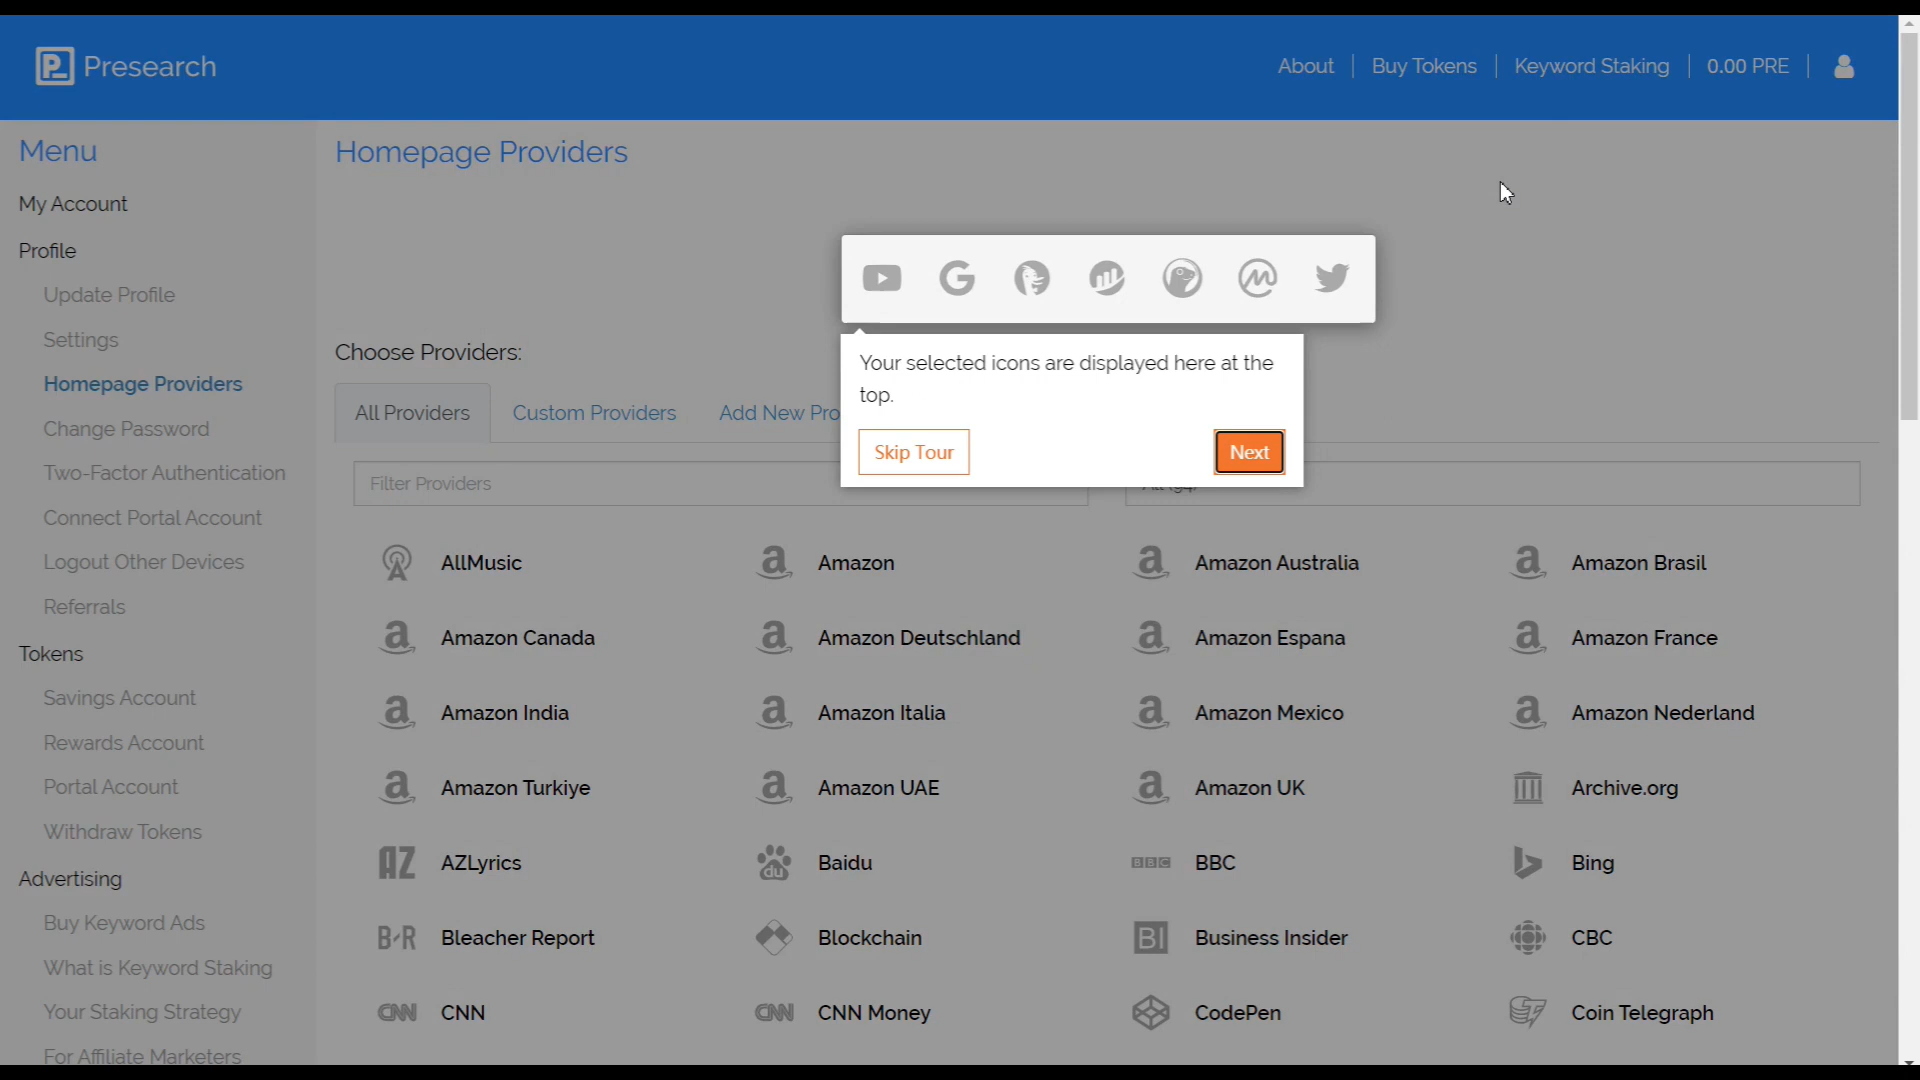 Presearch
About
Buy Tokens
Keyword Staking
0.00 PRE
Menu
My Account
Profile
Update Profile
Settings
Homepage Providers
Change Password
Two-Factor Authentication
Connect Portal Account
Logout Other Devices
Referrals
Tokens
Savings Account
Rewards Account
Portal Account
Withdraw Tokens
Advertising
Buy Keyword Ads
What is Keyword Staking
Your Staking Strategy
For Affiliate Marketers
Homepage Providers
Your selected icons are displayed here at the
top.
Skip Tour
Next
Choose Providers:
All Providers
Custom Providers
Add New Pro
Filter Providers
AllMusic
Amazon
Amazon Australia
Amazon Brasil
Amazon Canada
Amazon Deutschland
Amazon Espana
Amazon France
Amazon India
Amazon Italia
Amazon Mexico
Amazon Nederland
Amazon Turkiye
Amazon UAE
Amazon UK
Archive.org
AZ AZLyrics
du Baidu
BBC BBC
Bing
B-R Bleacher Report
Blockchain
BI Business Insider
CBC
CNN CNN
CNN CNN Money
CodePen
Coin Telegraph